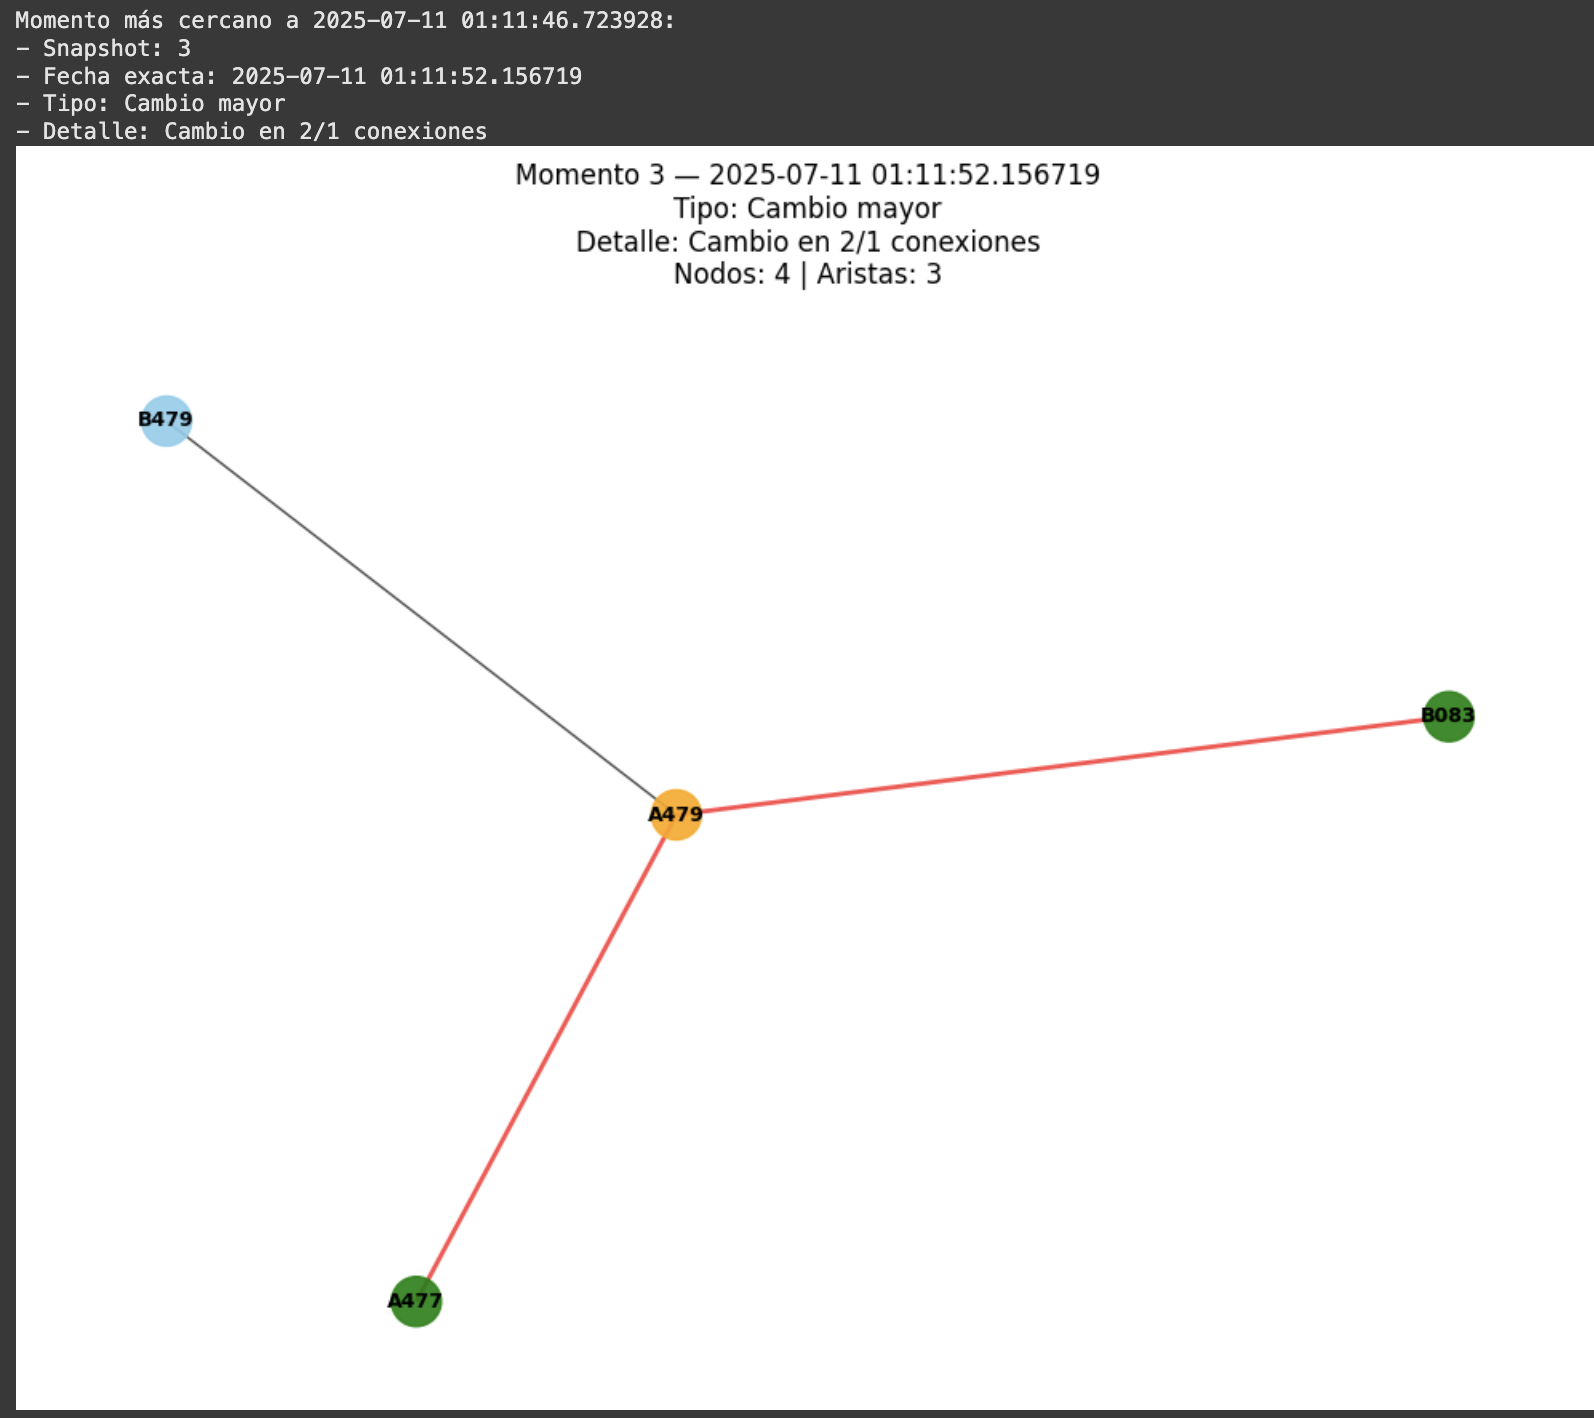 Momento más cercano a 2025-07-11 01:11:46.723928:
- Snapshot: 3
- Fecha exacta: 2025-07-11 01:11:52.156719
- Tipo: Cambio mayor
- Detalle: Cambio en 2/1 conexiones
Momento 3 — 2025-07-11 01:11:52.156719
Tipo: Cambio mayor
Detalle: Cambio en 2/1 conexiones
Nodos: 4 | Aristas: 3
B479
B083
A479
A477